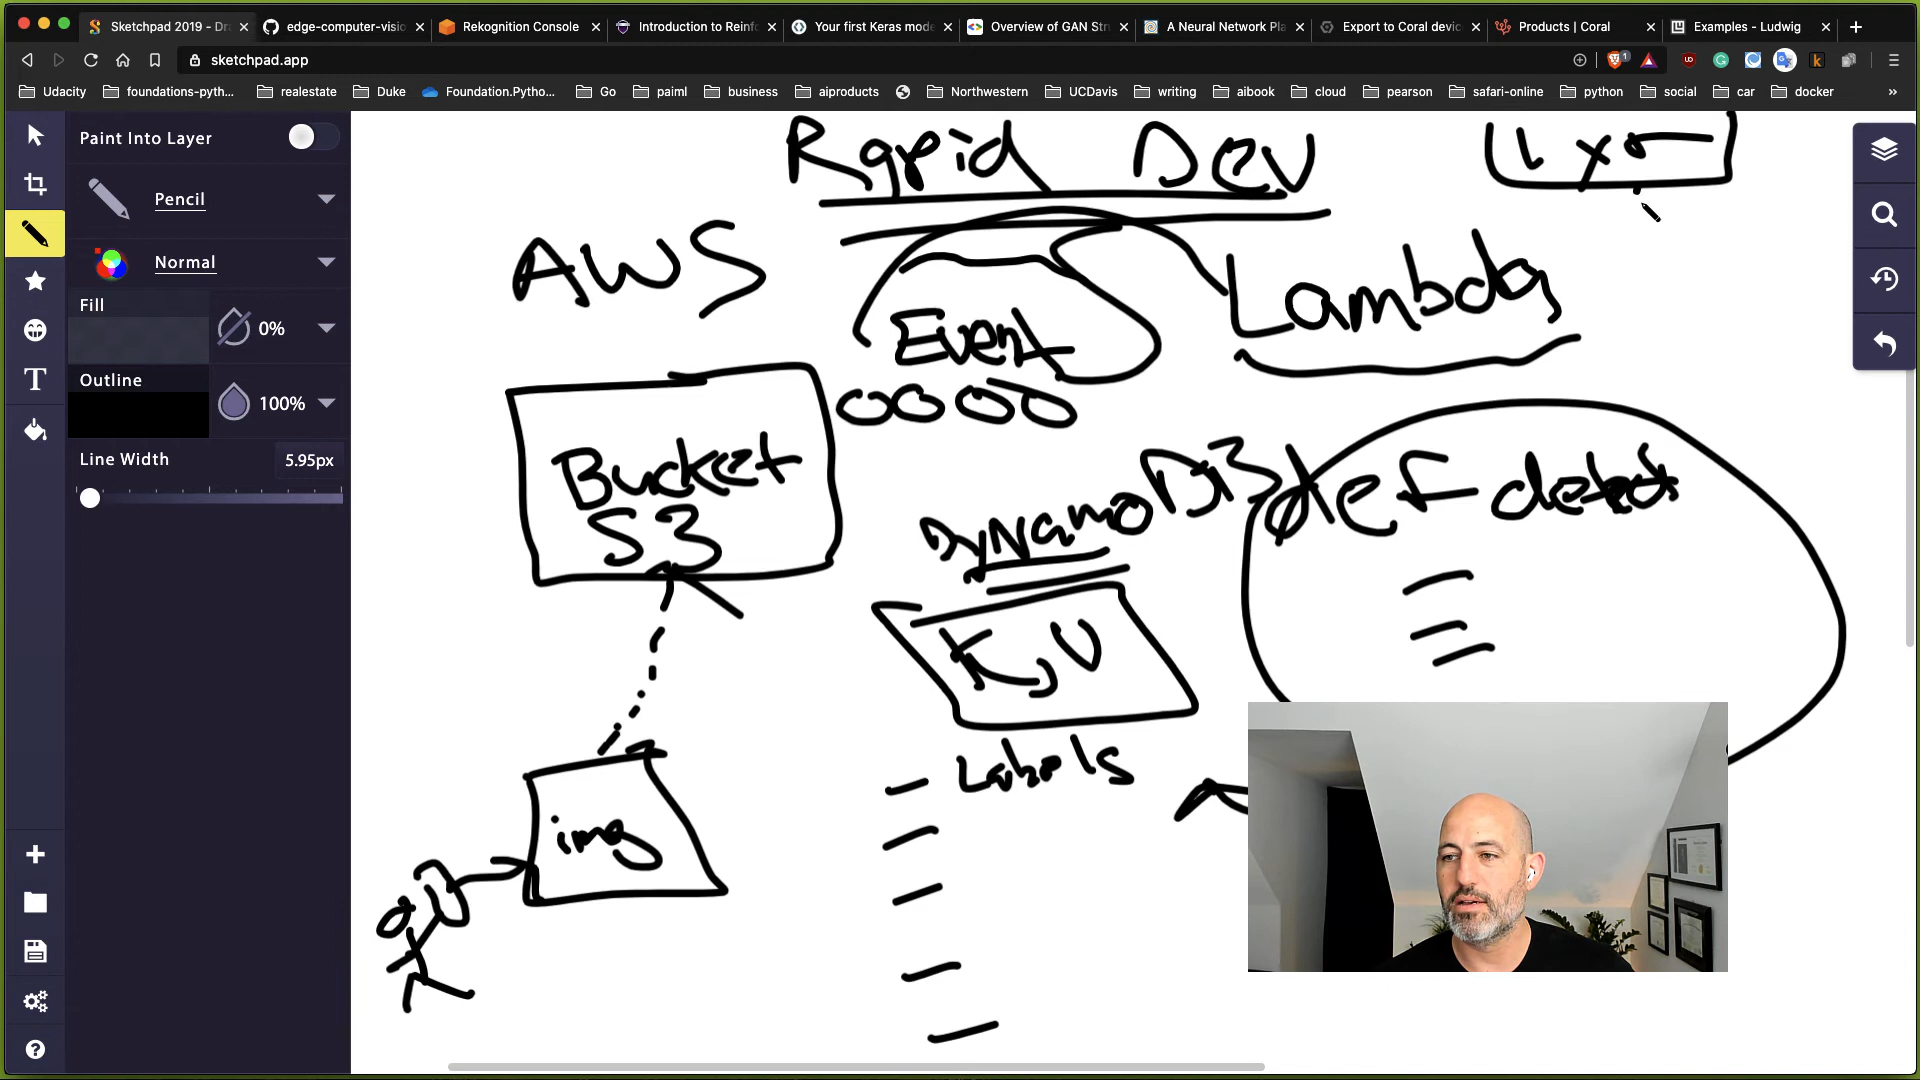 Sketchpad 2019 - Dr
edge-computer-visio
Rekognition Console
Introduction to Reinfo
Your first Keras mode
Overview of GAN Stru
A Neural Network Pla
Export to Coral devic
Products | Coral
Examples - Ludwig
sketchpad.app
1
Udacity
foundations-pyth...
realestate
Duke
Foundation.Pytho...
Go
paiml
business
aiproducts
Northwestern
UCDavis
writing
aibook
cloud
pearson
safari-online
python
social
car
docker
»
Paint Into Layer
Pencil
Normal
Fill
0%
Outline
100%
Line Width
5.95px
Rapid Dev
AWS
Event
Lambda
Bucket
S3
DynamoDB
def detect
K,V
Labels
img